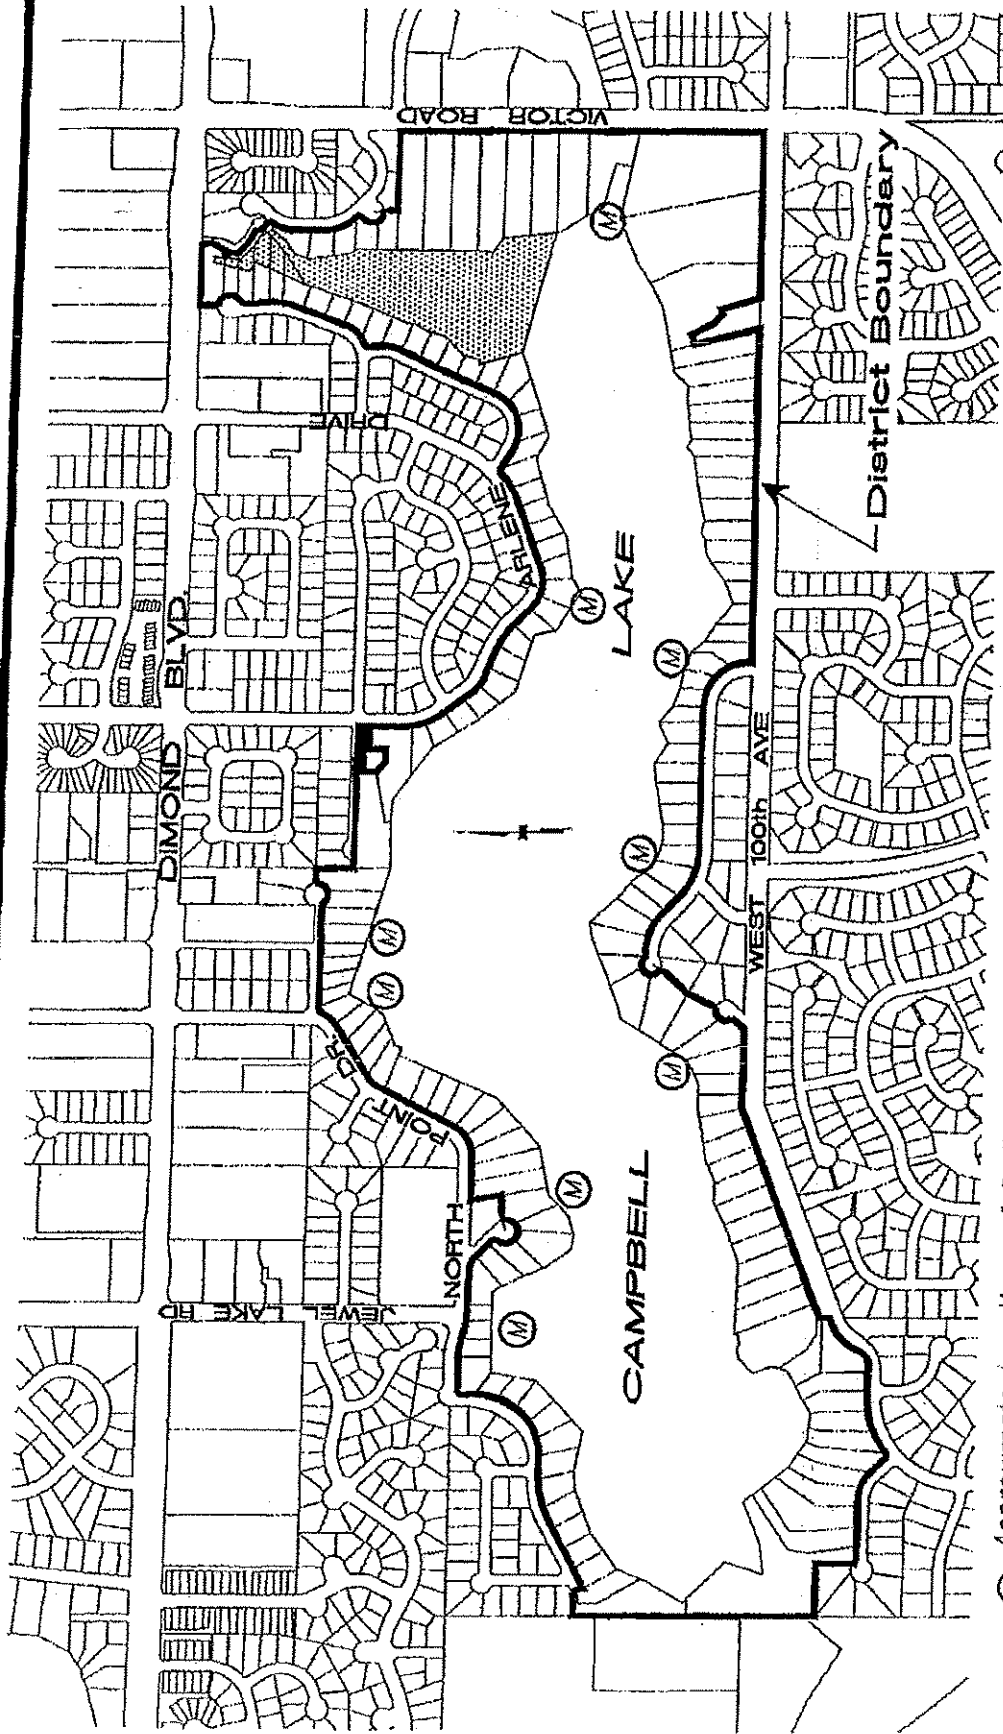 DIMOND BLVD.
VICTOR ROAD
DRIVE
ARLENE
JEWEL LAKE RD
NORTH POINT DR.
CAMPBELL LAKE
WEST 100th AVE
District Boundary
M
M
M
M
M
M
M
M
M